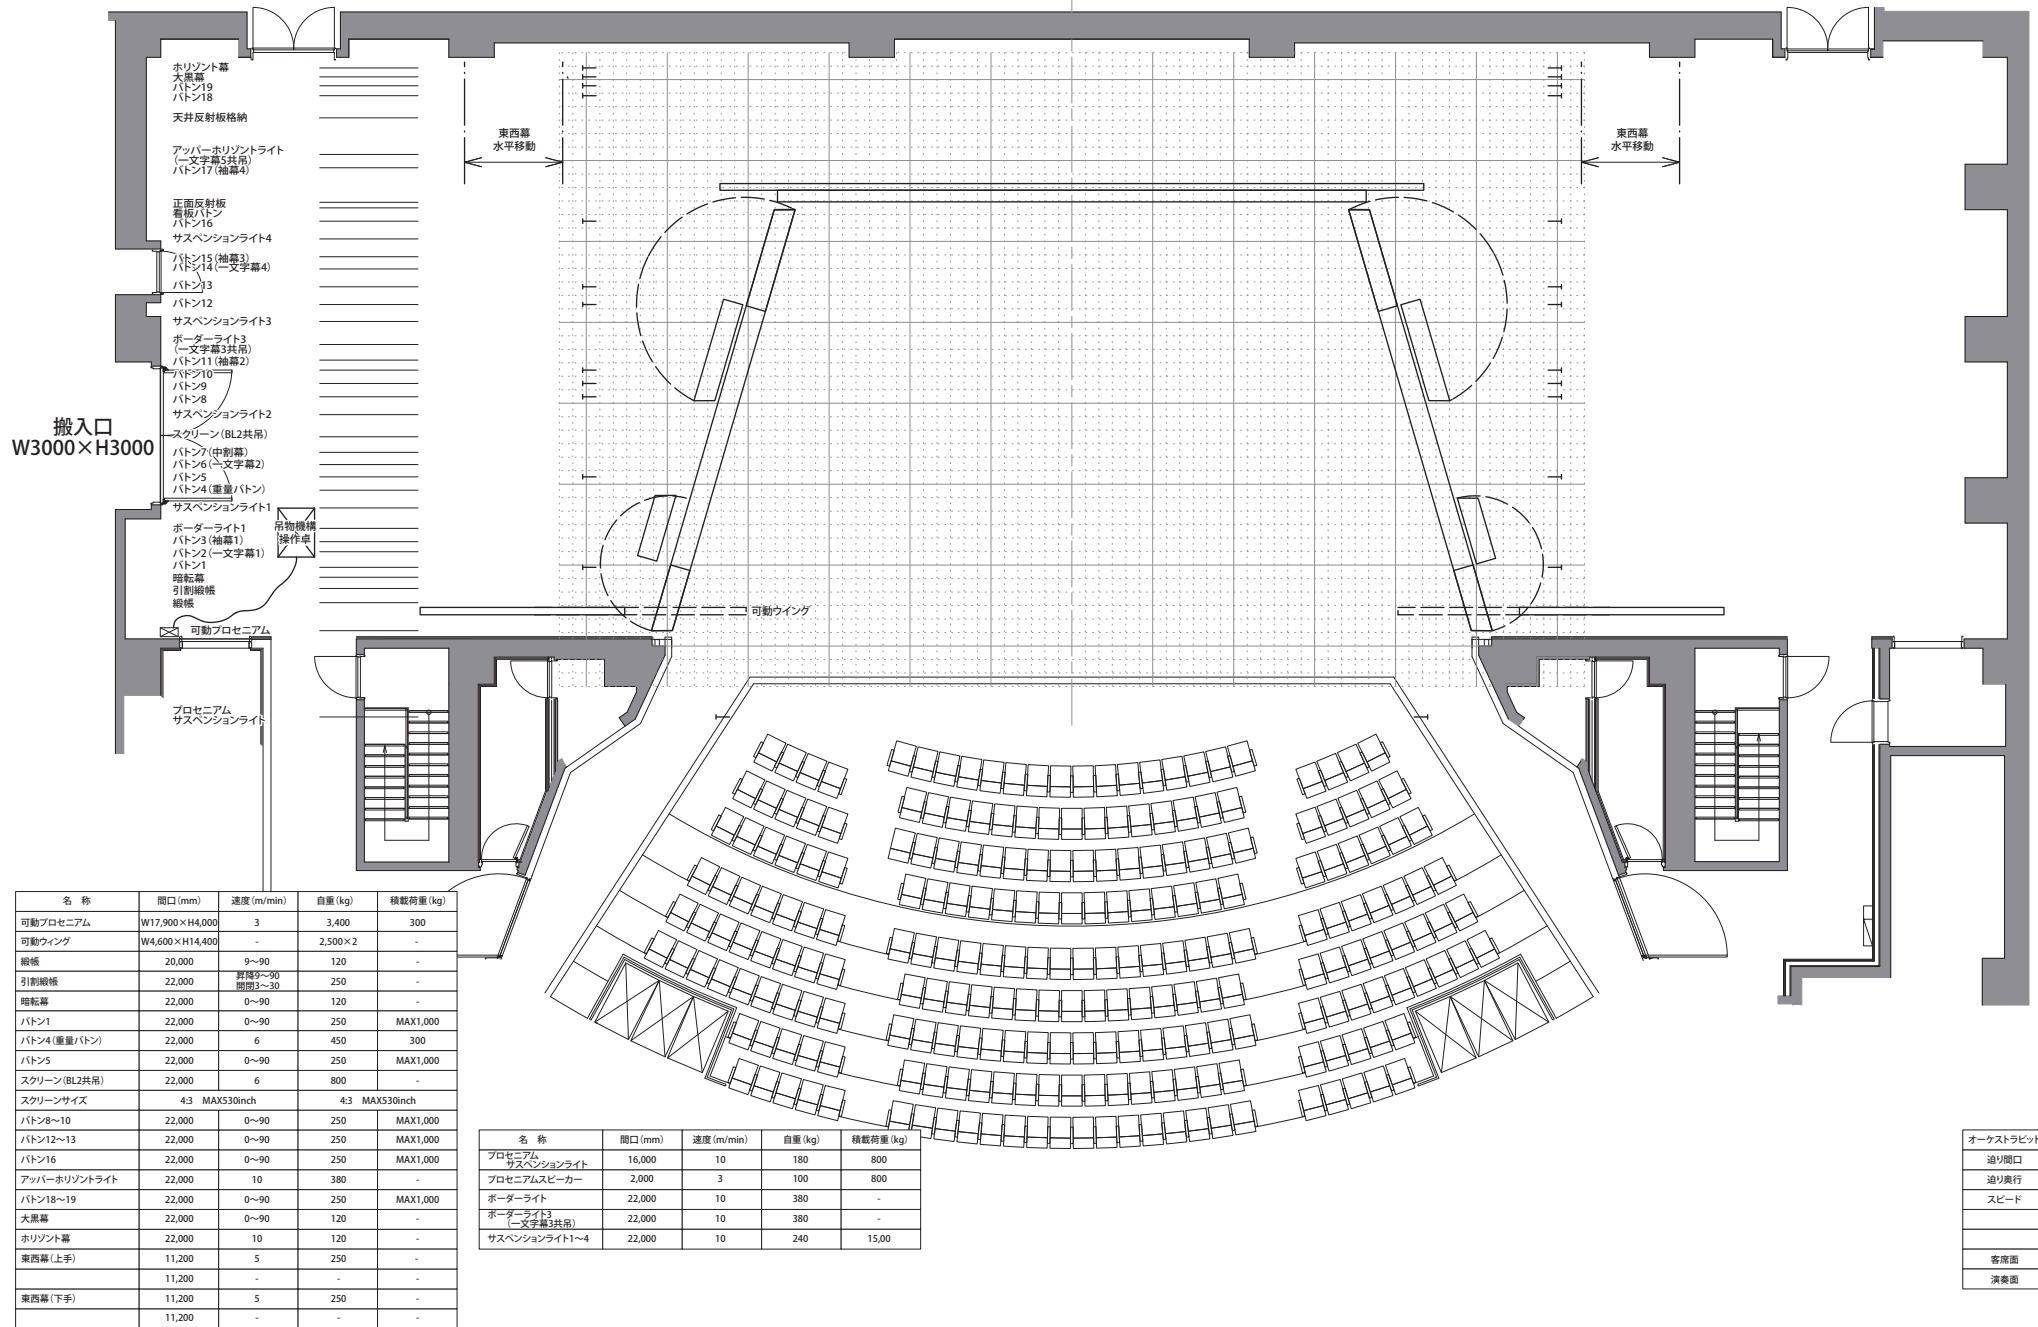 ホリゾント幕
大黒幕
バトン19
バトン18
天井反射板格納
アッパーホリゾントライト
(一文字幕5共吊)
バトン17(袖幕4)
正面反射板
看板バトン
バトン16
サスペンションライト4
バトン15(袖幕3)
バトン14(一文字幕4)
バトン13
バトン12
サスペンションライト3
ボーダーライト3
(一文字幕3共吊)
バトン11(袖幕2)
バトン10
バトン9
バトン8
サスペンションライト2
スクリーン(BL2共吊)
バトン7(中割幕)
バトン6(一文字幕2)
バトン5
バトン4(重量バトン)
サスペンションライト1
ボーダーライト1
バトン3(袖幕1)
バトン2(一文字幕1)
バトン1
暗転幕
引割緞帳
緞帳
可動プロセニアム
プロセニアム
サスペンションライト
搬入口
W3000×H3000
吊物機構
操作卓
東西幕
水平移動
東西幕
水平移動
可動ウイング
名 称 間口(mm) 速度(m/min) 自重(kg) 積載荷重(kg)
可動プロセニアム W17,900×H4,000 3 3,400 300
可動ウィング W4,600×H14,400 - 2,500×2 -
緞帳 20,000 9〜90 120 -
引割緞帳 22,000 昇降9〜90 開閉3〜30 250 -
暗転幕 22,000 0〜90 120 -
バトン1 22,000 0〜90 250 MAX1,000
バトン4(重量バトン) 22,000 6 450 300
バトン5 22,000 0〜90 250 MAX1,000
スクリーン(BL2共吊) 22,000 6 800 -
スクリーンサイズ 4:3 MAX530inch 4:3 MAX530inch
バトン8〜10 22,000 0〜90 250 MAX1,000
バトン12〜13 22,000 0〜90 250 MAX1,000
バトン16 22,000 0〜90 250 MAX1,000
アッパーホリゾントライト 22,000 10 380 -
バトン18〜19 22,000 0〜90 250 MAX1,000
大黒幕 22,000 0〜90 120 -
ホリゾント幕 22,000 10 120 -
東西幕(上手) 11,200 5 250 -
11,200 - - -
東西幕(下手) 11,200 5 250 -
11,200 - - -
名 称 間口(mm) 速度(m/min) 自重(kg) 積載荷重(kg)
プロセニアム
サスペンションライト 16,000 10 180 800
プロセニアムスピーカー 2,000 3 100 800
ボーダーライト 22,000 10 380 -
ボーダーライト3
(一文字幕3共吊) 22,000 10 380 -
サスペンションライト1〜4 22,000 10 240 15,00
オーケストラピット
迫り間口
迫り奥行
スピード
客席面
演奏面